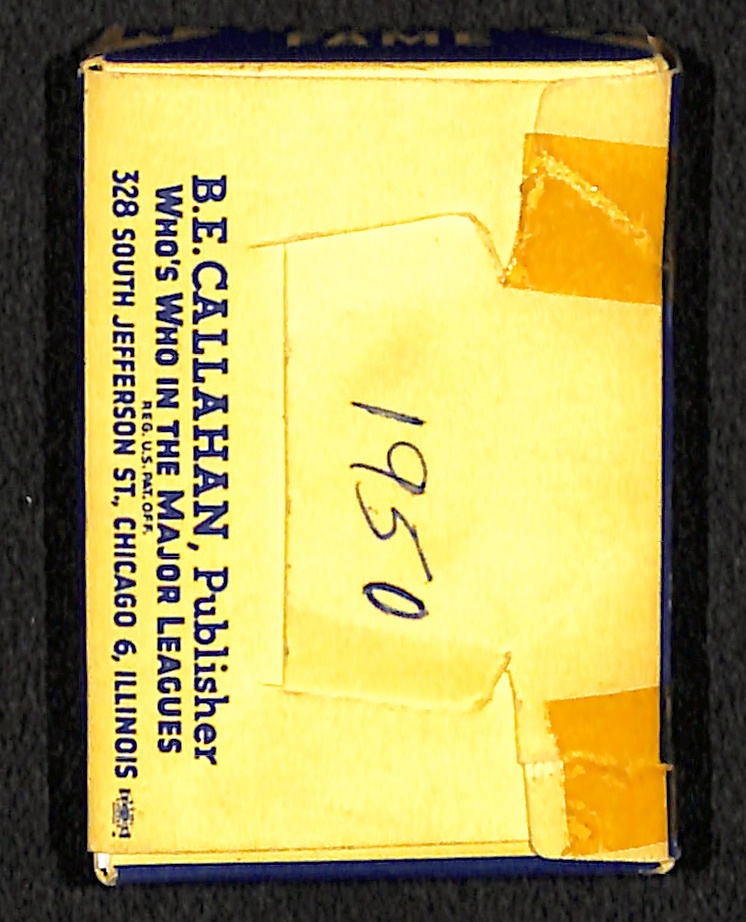 FAME
1950
B.E. CALLAHAN, Publisher
WHO'S WHO IN THE MAJOR LEAGUES
REG. U.S. PAT. OFF.
328 SOUTH JEFFERSON ST., CHICAGO 6, ILLINOIS